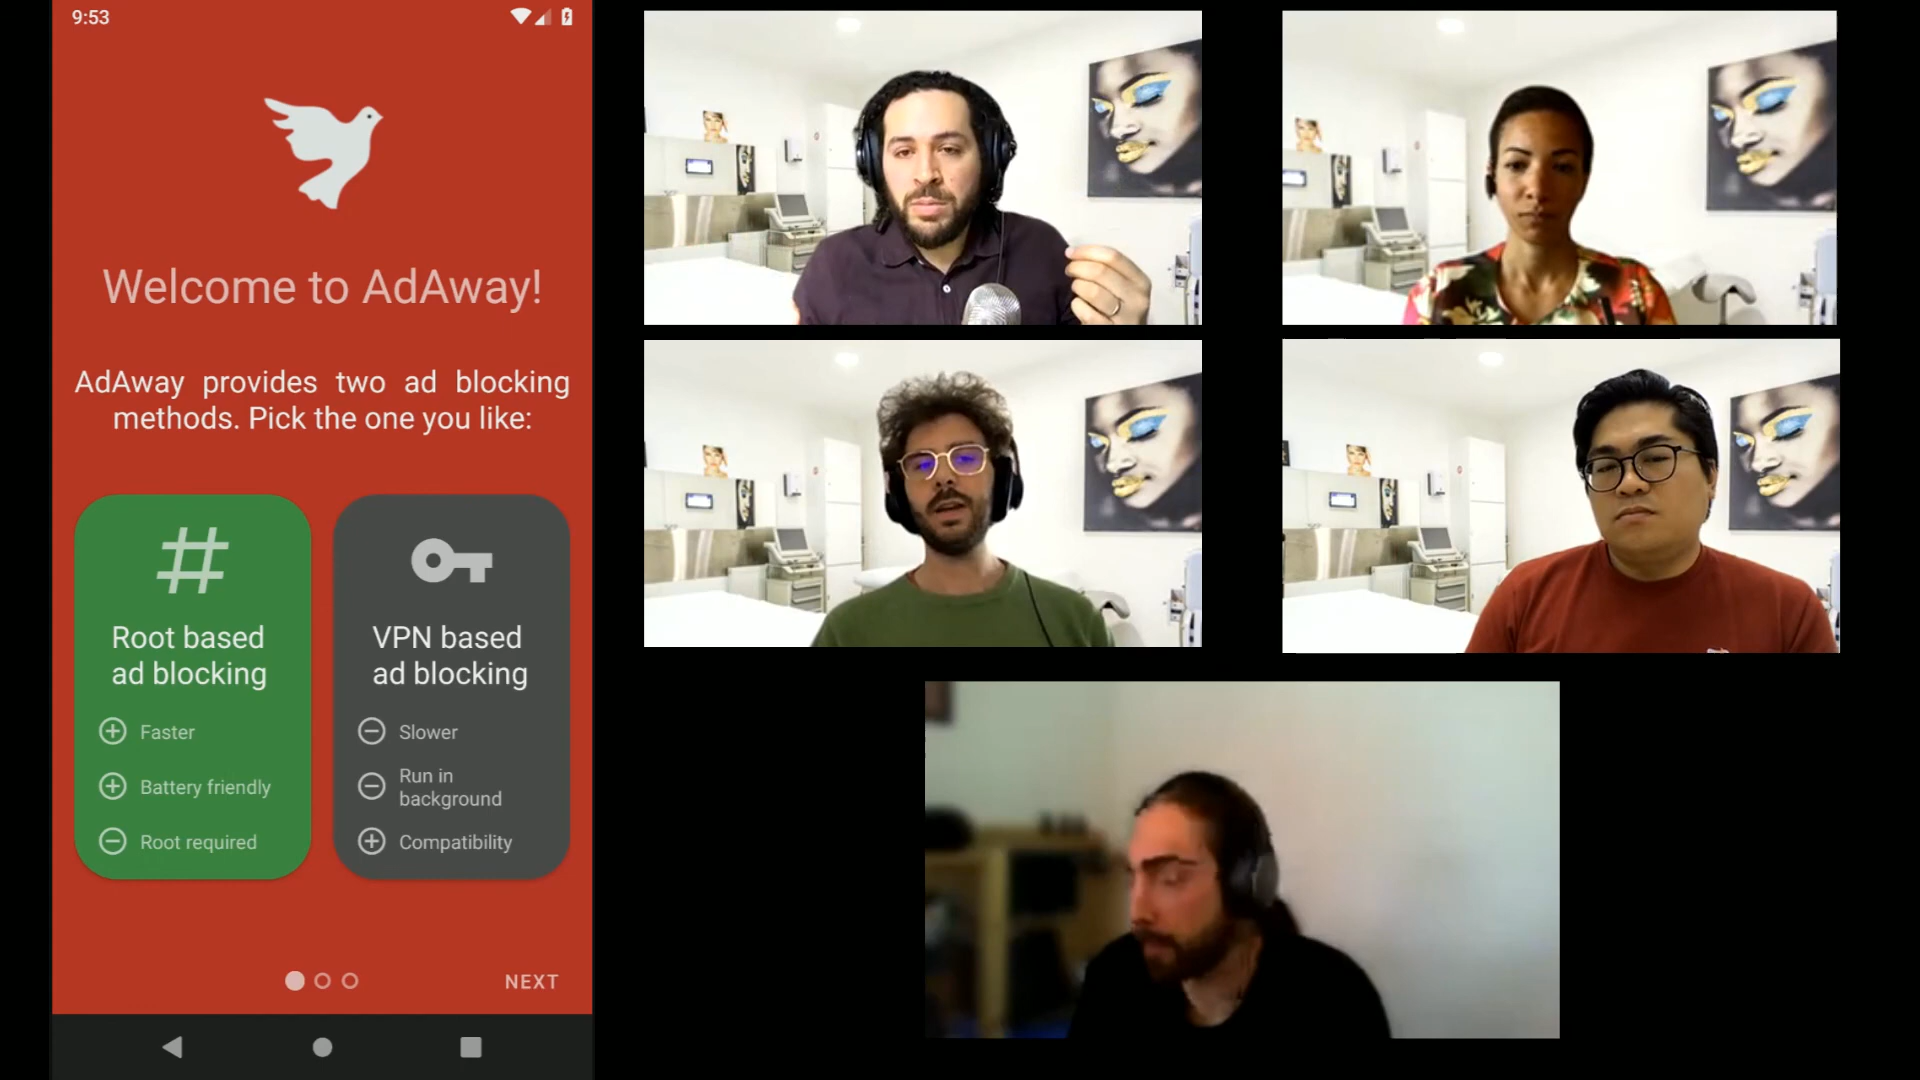 9:53
Welcome to AdAway!
AdAway provides two ad blocking
methods. Pick the one you like:
#
Root based
ad blocking
Faster
Battery friendly
Root required
VPN based
ad blocking
Slower
Run in
background
Compatibility
NEXT